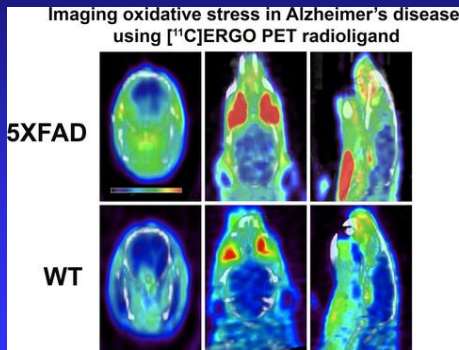 Imaging oxidative stress in Alzheimer's disease
using [¹¹C]ERGO PET radioligand
5XFAD
WT